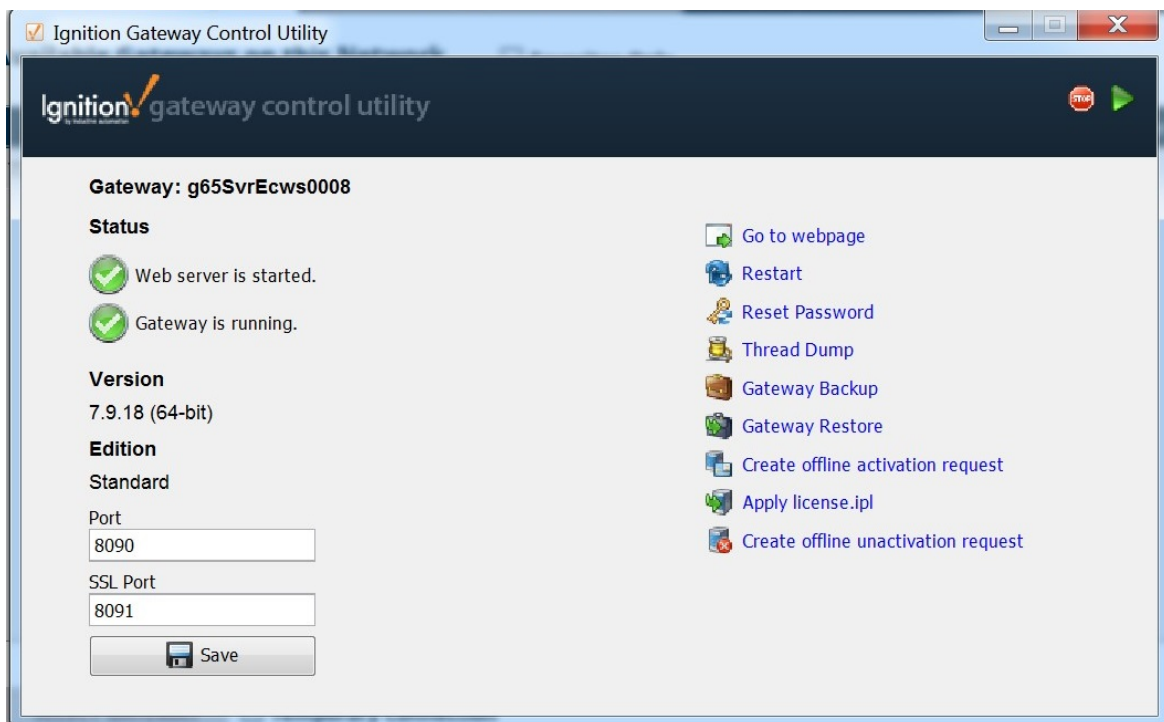 Ignition Gateway Control Utility
Ignition! gateway control utility
by inductive automation
STOP
Gateway: g65SvrEcws0008
Status
Web server is started.
Gateway is running.
Version
7.9.18 (64-bit)
Edition
Standard
Port
8090
SSL Port
8091
Save
Go to webpage
Restart
Reset Password
Thread Dump
Gateway Backup
Gateway Restore
Create offline activation request
Apply license.ipl
Create offline unactivation request